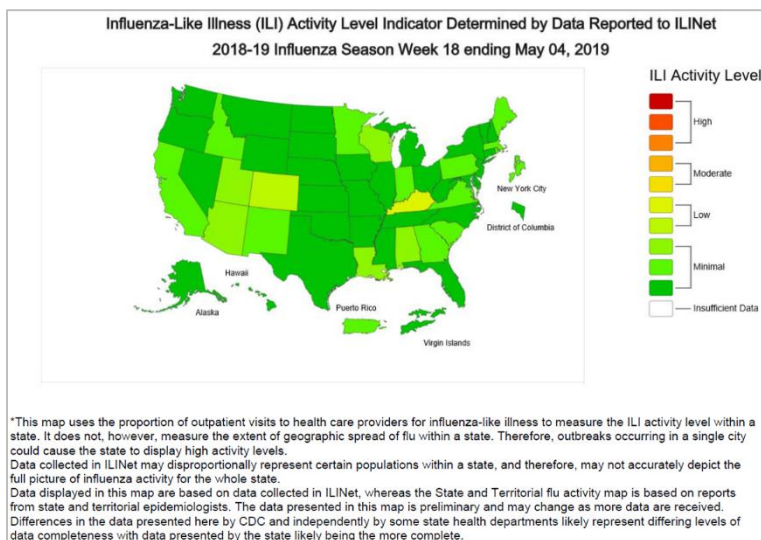 Influenza-Like Illness (ILI) Activity Level Indicator Determined by Data Reported to ILINet
2018-19 Influenza Season Week 18 ending May 04, 2019
ILI Activity Level
High
Moderate
Low
Minimal
Insufficient Data
New York City
District of Columbia
Hawaii
Alaska
Puerto Rico
Virgin Islands
*This map uses the proportion of outpatient visits to health care providers for influenza-like illness to measure the ILI activity level within a
state. It does not, however, measure the extent of geographic spread of flu within a state. Therefore, outbreaks occurring in a single city
could cause the state to display high activity levels.
Data collected in ILINet may disproportionally represent certain populations within a state, and therefore, may not accurately depict the
full picture of influenza activity for the whole state.
Data displayed in this map are based on data collected in ILINet, whereas the State and Territorial flu activity map is based on reports
from state and territorial epidemiologists. The data presented in this map is preliminary and may change as more data are received.
Differences in the data presented here by CDC and independently by some state health departments likely represent differing levels of
data completeness with data presented by the state likely being the more complete.